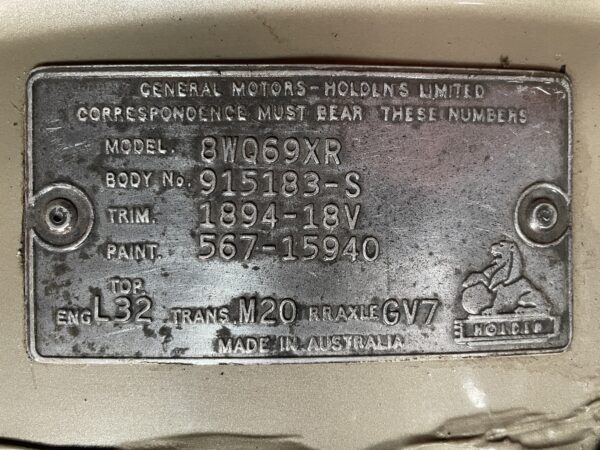 GENERAL MOTORS-HOLDENS LIMITED
CORRESPONDENCE MUST BEAR THESE NUMBERS
MODEL. 8WQ69XR
BODY No. 915183-S
TRIM. 1894-18V
PAINT. 567-15940
TOP
ENG L32 TRANS. M20 RR.AXLE GV7
HOLDEN
MADE IN AUSTRALIA